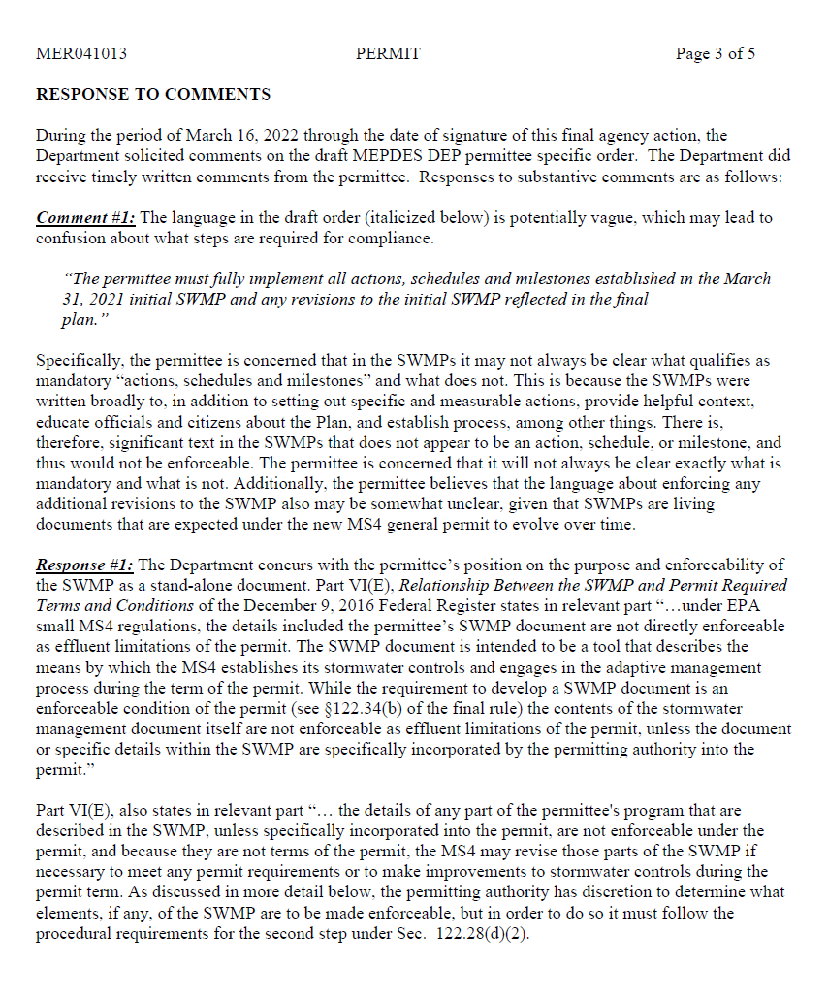 MER041013 PERMIT Page 3 of 5
RESPONSE TO COMMENTS
During the period of March 16, 2022 through the date of signature of this final agency action, the
Department solicited comments on the draft MEPDES DEP permittee specific order.  The Department did
receive timely written comments from the permittee.  Responses to substantive comments are as follows:
Comment #1: The language in the draft order (italicized below) is potentially vague, which may lead to
confusion about what steps are required for compliance.
“The permittee must fully implement all actions, schedules and milestones established in the March
31, 2021 initial SWMP and any revisions to the initial SWMP reflected in the final
plan.”
Specifically, the permittee is concerned that in the SWMPs it may not always be clear what qualifies as
mandatory “actions, schedules and milestones” and what does not. This is because the SWMPs were
written broadly to, in addition to setting out specific and measurable actions, provide helpful context,
educate officials and citizens about the Plan, and establish process, among other things. There is,
therefore, significant text in the SWMPs that does not appear to be an action, schedule, or milestone, and
thus would not be enforceable. The permittee is concerned that it will not always be clear exactly what is
mandatory and what is not. Additionally, the permittee believes that the language about enforcing any
additional revisions to the SWMP also may be somewhat unclear, given that SWMPs are living
documents that are expected under the new MS4 general permit to evolve over time.
Response #1: The Department concurs with the permittee’s position on the purpose and enforceability of
the SWMP as a stand-alone document. Part VI(E), Relationship Between the SWMP and Permit Required
Terms and Conditions of the December 9, 2016 Federal Register states in relevant part “…under EPA
small MS4 regulations, the details included the permittee’s SWMP document are not directly enforceable
as effluent limitations of the permit. The SWMP document is intended to be a tool that describes the
means by which the MS4 establishes its stormwater controls and engages in the adaptive management
process during the term of the permit. While the requirement to develop a SWMP document is an
enforceable condition of the permit (see §122.34(b) of the final rule) the contents of the stormwater
management document itself are not enforceable as effluent limitations of the permit, unless the document
or specific details within the SWMP are specifically incorporated by the permitting authority into the
permit.”
Part VI(E), also states in relevant part “… the details of any part of the permittee's program that are
described in the SWMP, unless specifically incorporated into the permit, are not enforceable under the
permit, and because they are not terms of the permit, the MS4 may revise those parts of the SWMP if
necessary to meet any permit requirements or to make improvements to stormwater controls during the
permit term. As discussed in more detail below, the permitting authority has discretion to determine what
elements, if any, of the SWMP are to be made enforceable, but in order to do so it must follow the
procedural requirements for the second step under Sec.  122.28(d)(2).